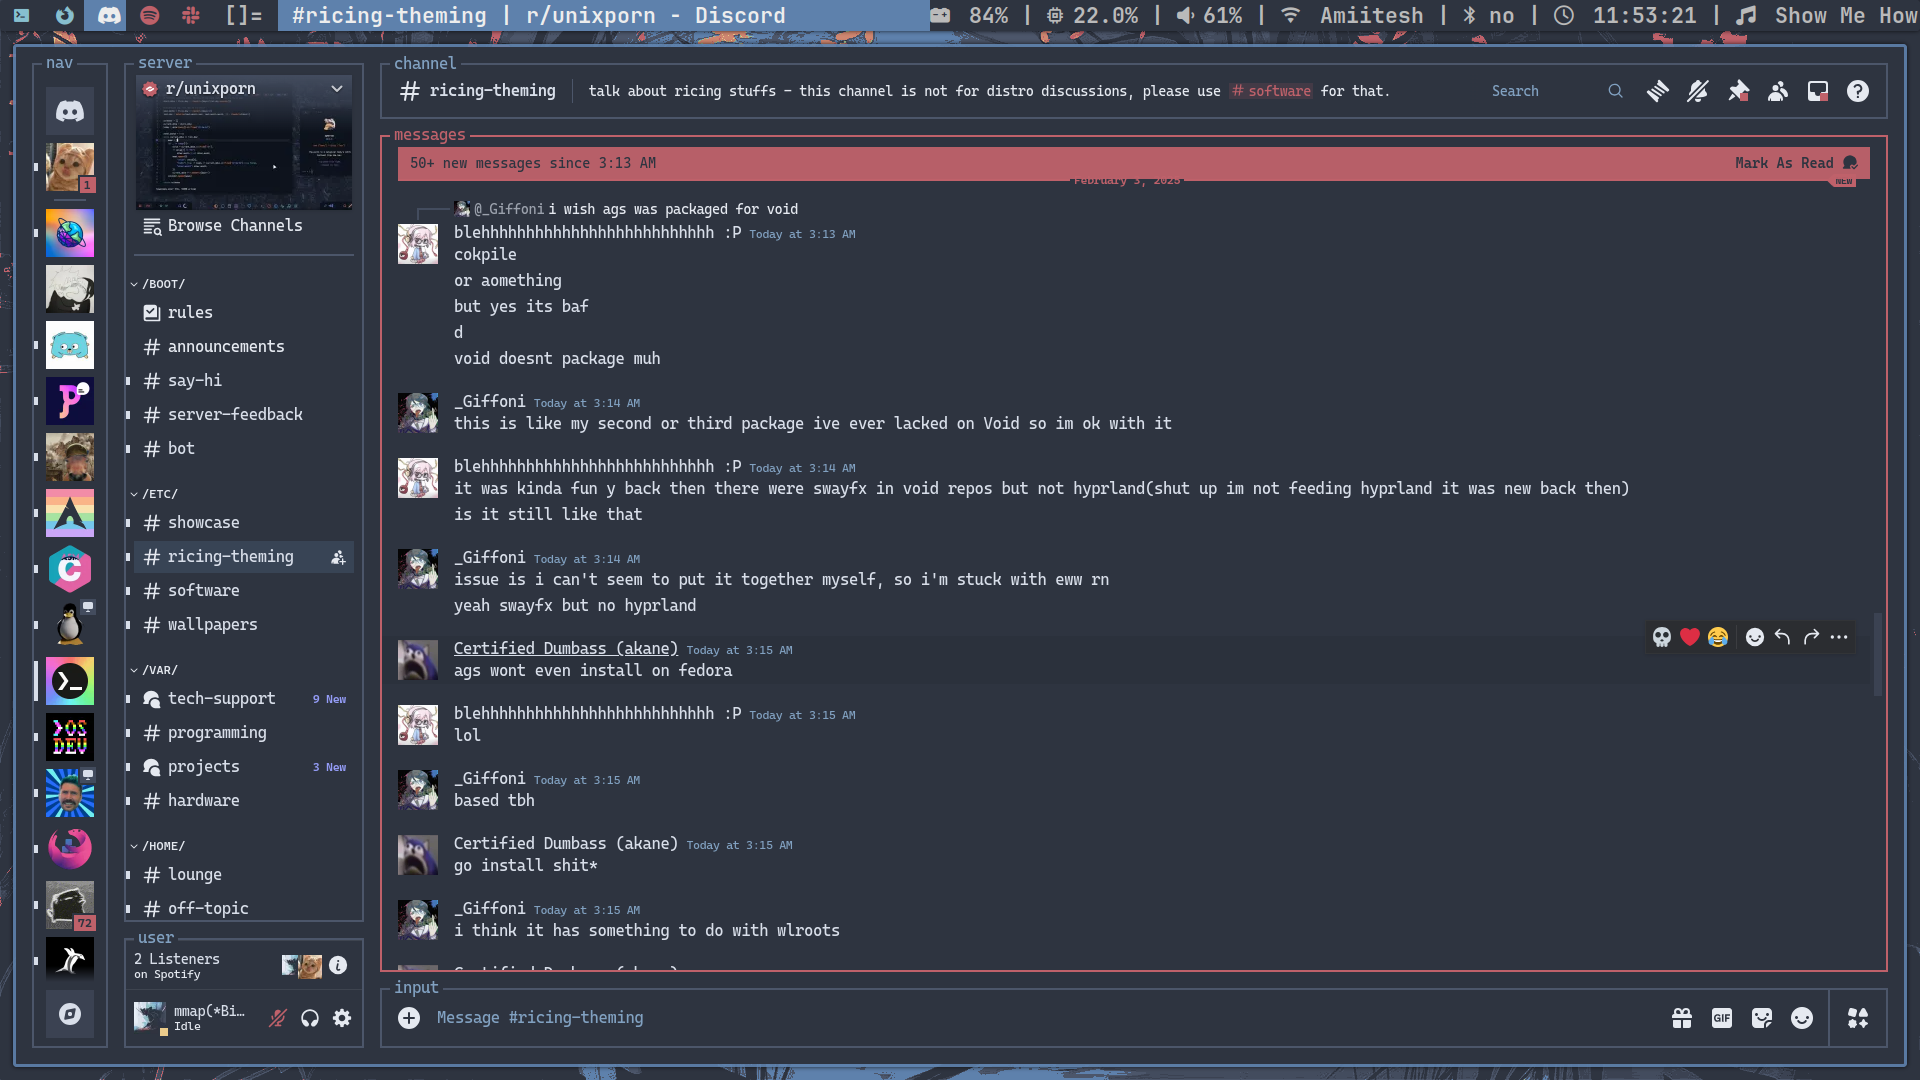 []=
#ricing-theming | r/unixporn - Discord
84% | 22.0% | 61% | Amiitesh | no | 11:53:21 | Show Me How
nav
1
>OS
DEV
72
server
r/unixporn
Browse Channels
/BOOT/
rules
announcements
say-hi
server-feedback
bot
/ETC/
showcase
ricing-theming
software
wallpapers
/VAR/
tech-support 9 New
programming
projects 3 New
hardware
/HOME/
lounge
off-topic
user
2 Listeners
on Spotify
mmap(*Bi…
Idle
channel
ricing-theming | talk about ricing stuffs - this channel is not for distro discussions, please use #software for that.
Search
messages
50+ new messages since 3:13 AM
Mark As Read
February 3, 2025
NEW
@_Giffoni i wish ags was packaged for void
blehhhhhhhhhhhhhhhhhhhhhhhhhh :P Today at 3:13 AM
cokpile
or aomething
but yes its baf
d
void doesnt package muh
_Giffoni Today at 3:14 AM
this is like my second or third package ive ever lacked on Void so im ok with it
blehhhhhhhhhhhhhhhhhhhhhhhhhh :P Today at 3:14 AM
it was kinda fun y back then there were swayfx in void repos but not hyprland(shut up im not feeding hyprland it was new back then)
is it still like that
_Giffoni Today at 3:14 AM
issue is i can't seem to put it together myself, so i'm stuck with eww rn
yeah swayfx but no hyprland
Certified Dumbass (akane) Today at 3:15 AM
ags wont even install on fedora
blehhhhhhhhhhhhhhhhhhhhhhhhhh :P Today at 3:15 AM
lol
_Giffoni Today at 3:15 AM
based tbh
Certified Dumbass (akane) Today at 3:15 AM
go install shit*
_Giffoni Today at 3:15 AM
i think it has something to do with wlroots
Certified Dumbass (akane)
input
Message #ricing-theming
GIF